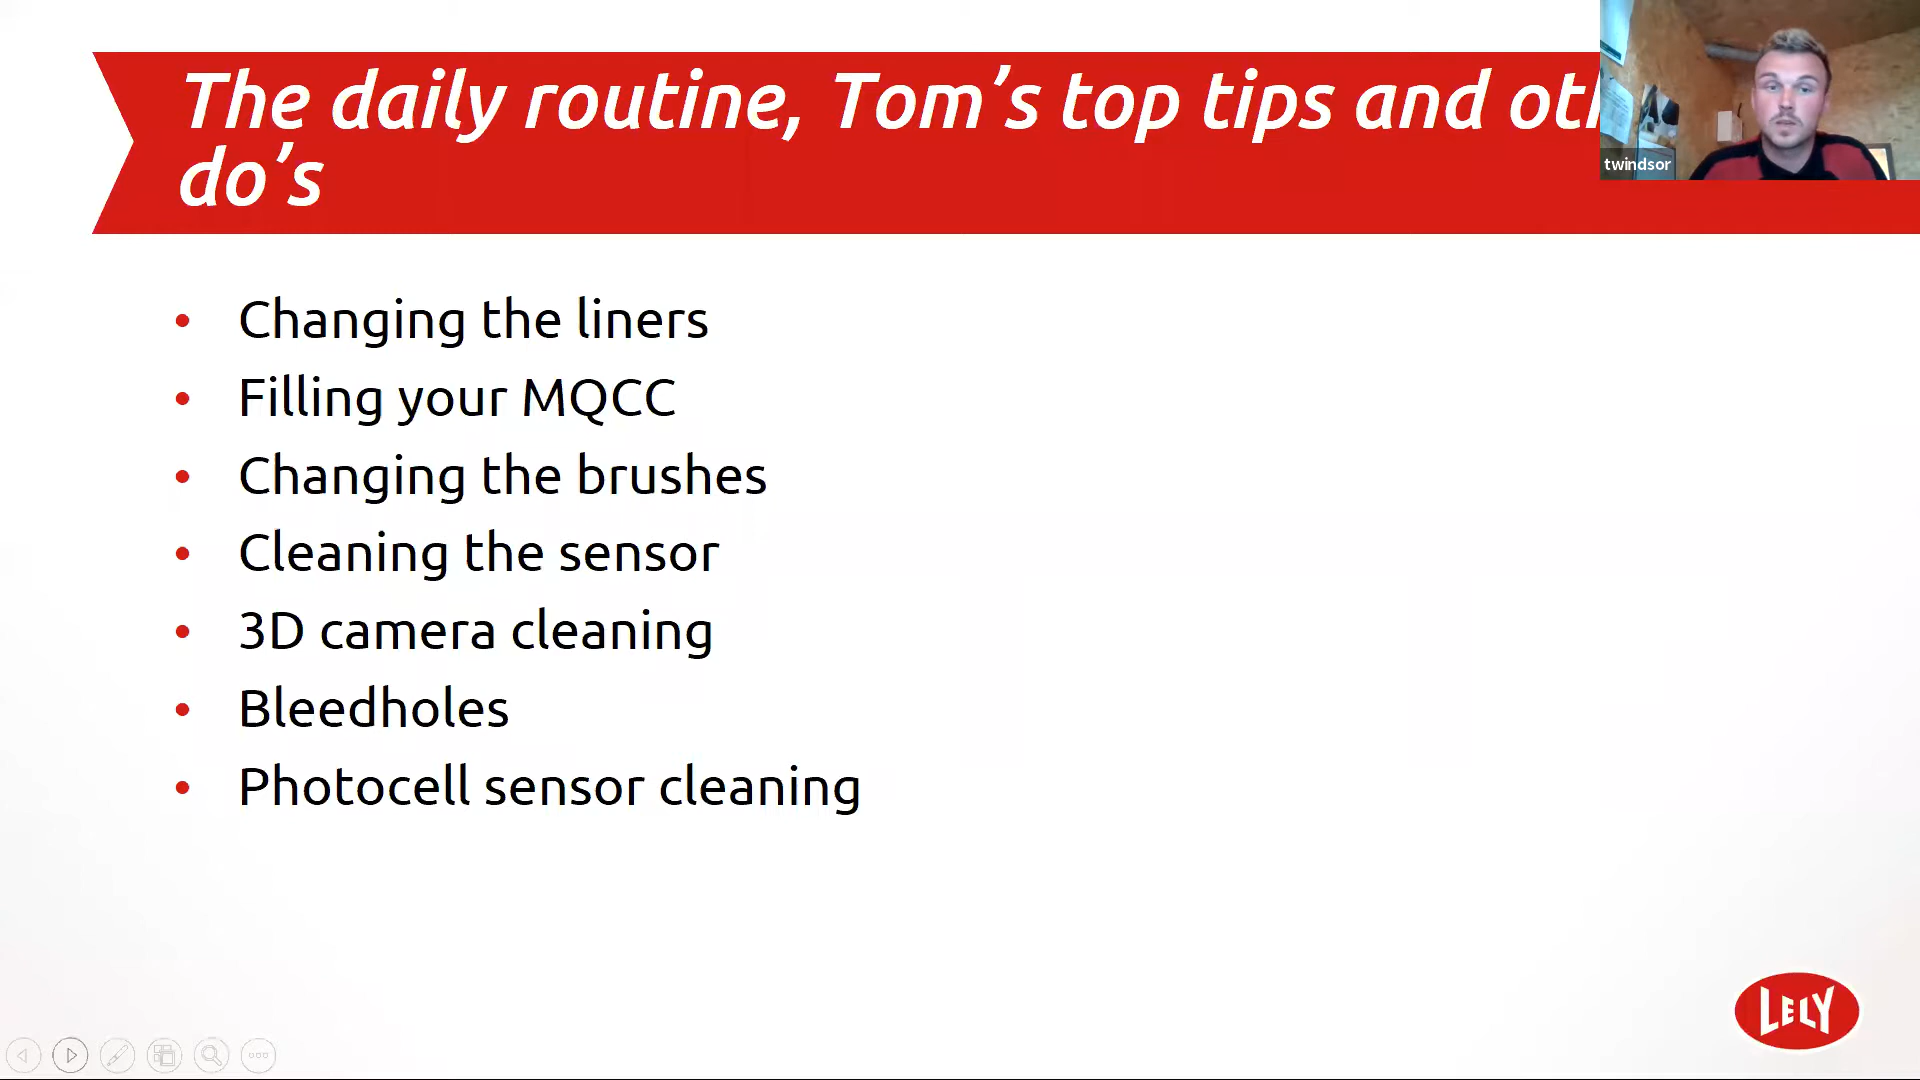 The daily routine, Tom's top tips and
do's
twindsor
• Changing the liners
• Filling your MQCC
• Changing the brushes
• Cleaning the sensor
• 3D camera cleaning
• Bleedholes
• Photocell sensor cleaning
LELY